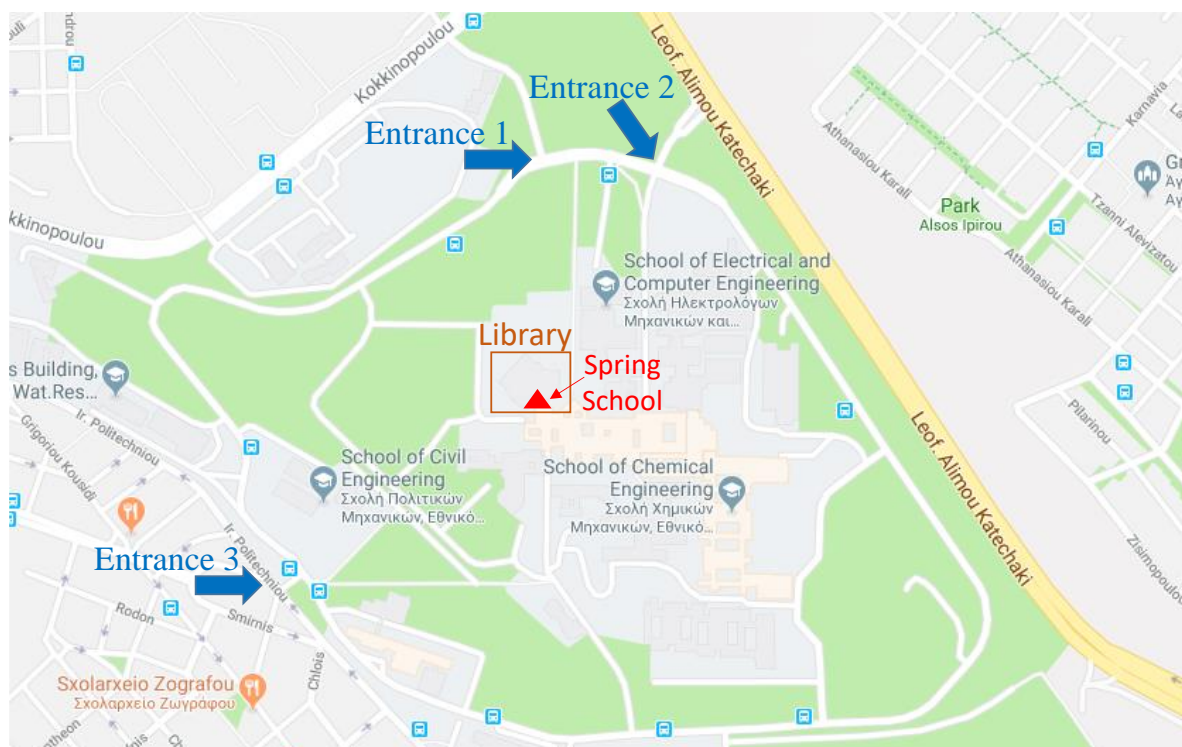 Kokkinopoulou
Entrance 2
Leof. Alimou Katechaki
Entrance 1
Karnavia
Athanasiou Karali
Park
Alsos Ipirou
Tzanni Alevizatou
kkinopoulou
School of Electrical and
Computer Engineering
Σχολή Ηλεκτρολόγων
Μηχανικών και...
Athanasiou Karali
Library
Spring
School
s Building,
Wat.Res...
Ir. Politechniou
Grigoriou Kousidi
Pilarinou
Leof. Alimou Katechaki
School of Civil
Engineering
Σχολή Πολιτικών
Μηχανικών, Εθνικό...
School of Chemical
Engineering
Σχολή Χημικών
Μηχανικών, Εθνικό...
Ir. Politechniou
Zisimopoulou
Entrance 3
Rodon
Smirnis
Chlois
Sxolarxeio Zografou
Σχολαρχείο Ζωγράφου